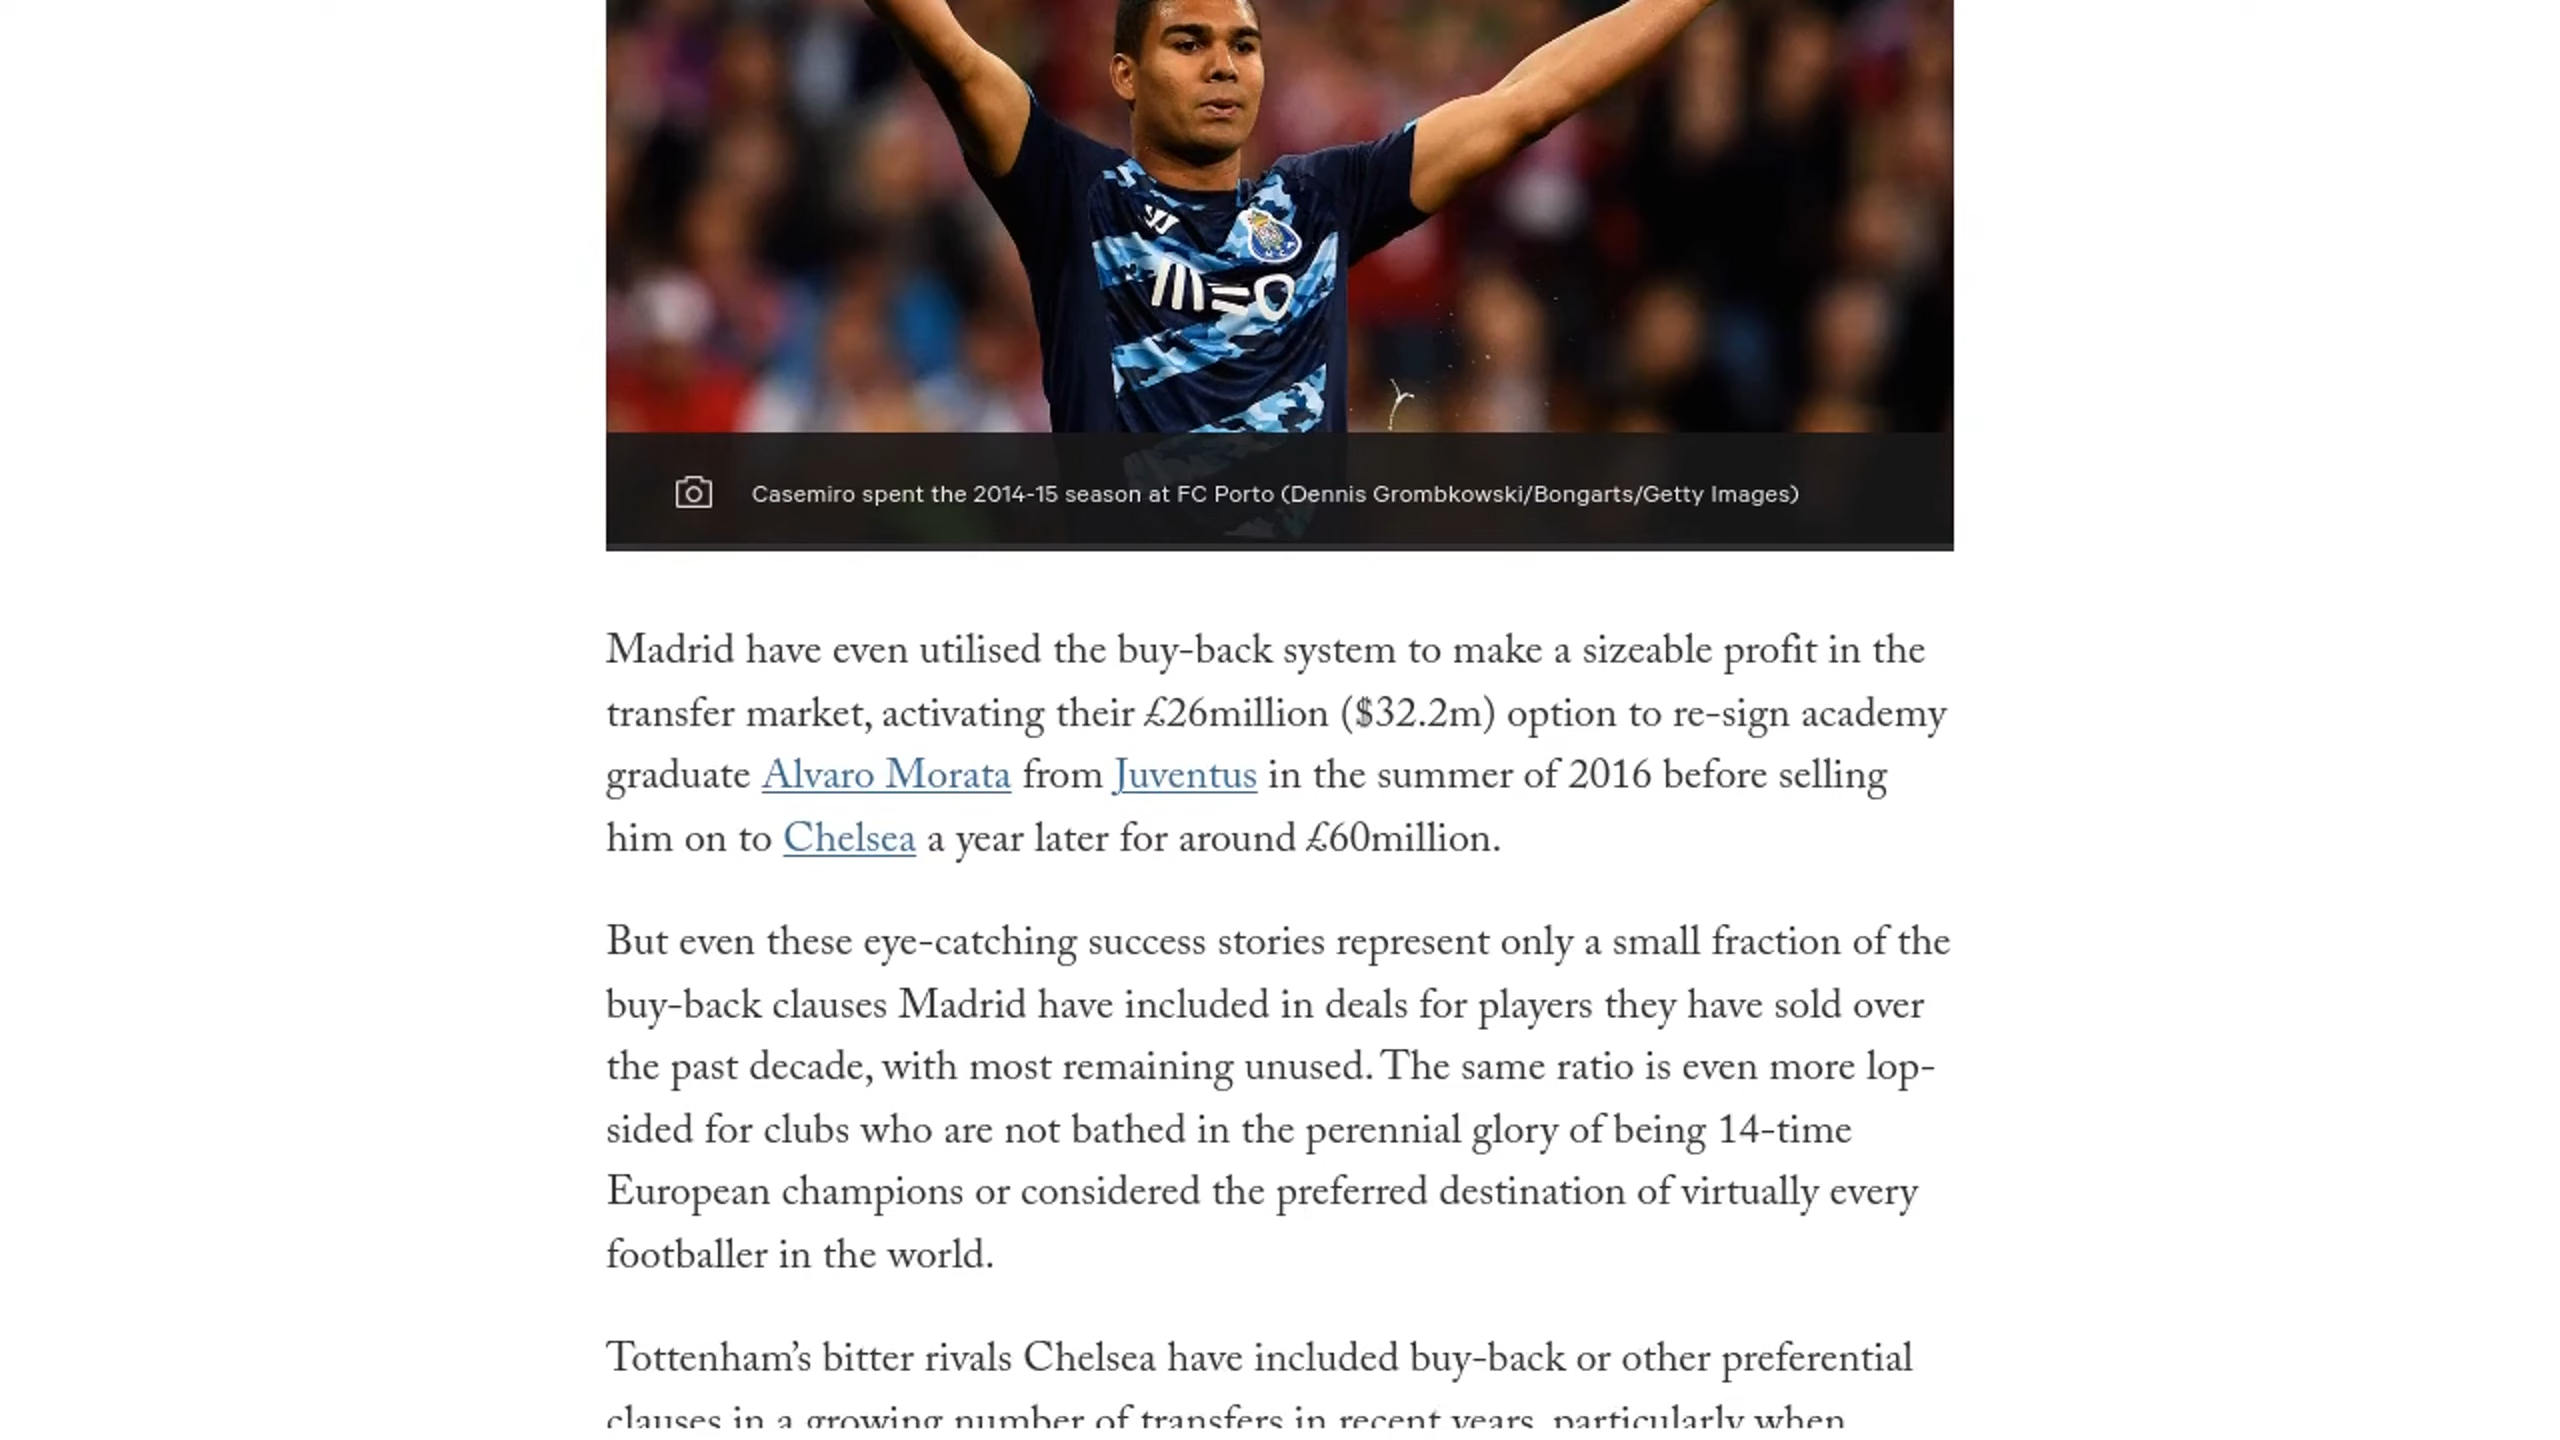 meo
Casemiro spent the 2014-15 season at FC Porto (Dennis Grombkowski/Bongarts/Getty Images)
Madrid have even utilised the buy-back system to make a sizeable profit in the
transfer market, activating their £26million ($32.2m) option to re-sign academy
graduate Alvaro Morata from Juventus in the summer of 2016 before selling
him on to Chelsea a year later for around £60million.
But even these eye-catching success stories represent only a small fraction of the
buy-back clauses Madrid have included in deals for players they have sold over
the past decade, with most remaining unused. The same ratio is even more lop-
sided for clubs who are not bathed in the perennial glory of being 14-time
European champions or considered the preferred destination of virtually every
footballer in the world.
Tottenham’s bitter rivals Chelsea have included buy-back or other preferential
clauses in a growing number of transfers in recent years, particularly when